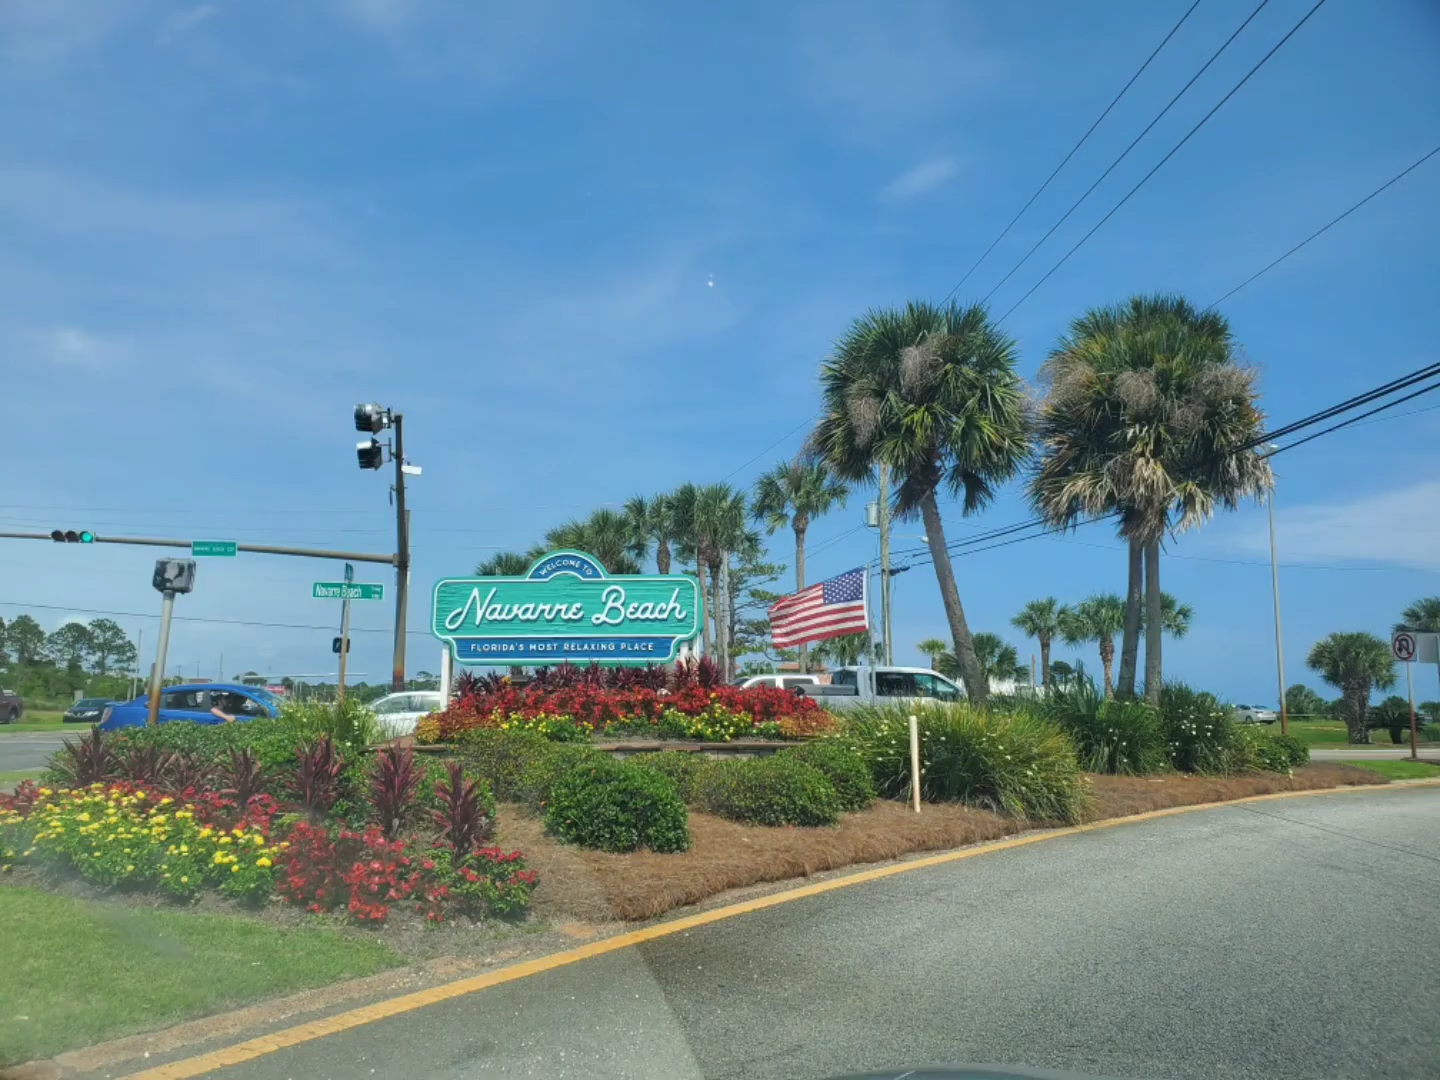 WELCOME TO
Navarre Beach
FLORIDA'S MOST RELAXING PLACE
Navarre Beach